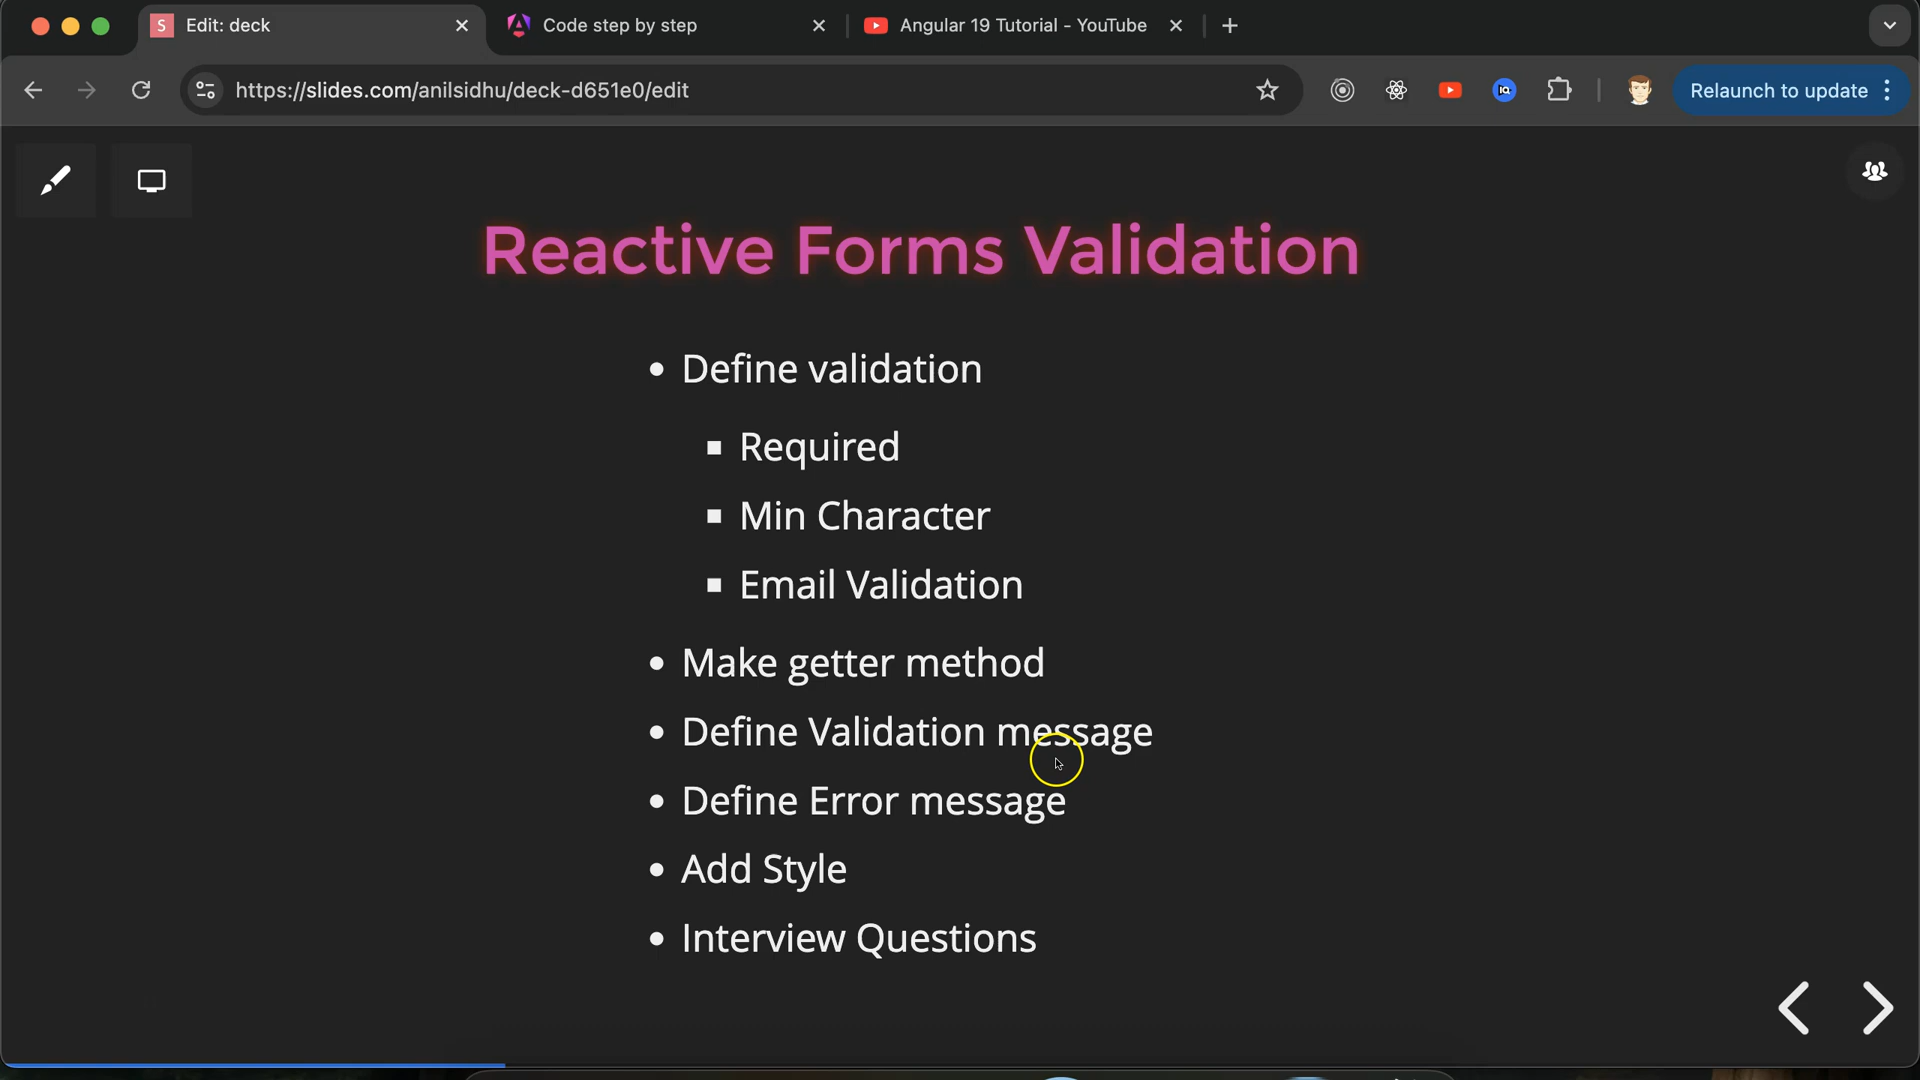 S Edit: deck
Code step by step
Angular 19 Tutorial - YouTube
https://slides.com/anilsidhu/deck-d651e0/edit
IQ
Relaunch to update
Reactive Forms Validation
• Define validation
▪ Required
▪ Min Character
▪ Email Validation
• Make getter method
• Define Validation message
• Define Error message
• Add Style
• Interview Questions